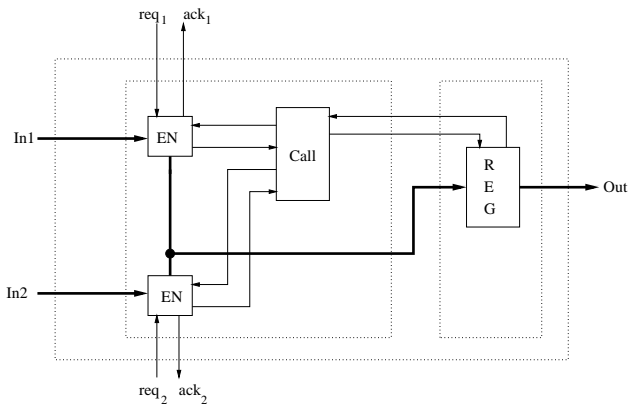 req1 ack1
In1
EN
Call
R
E
G
Out
In2
EN
req2 ack2